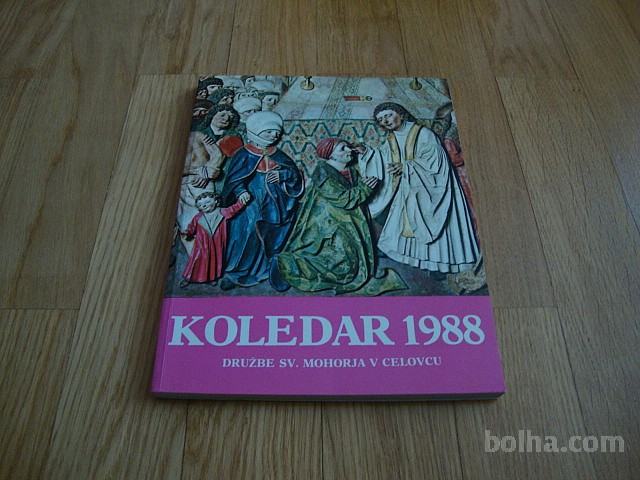 KOLEDAR 1988
DRUŽBE SV. MOHORJA V CELOVCU
bolha.com